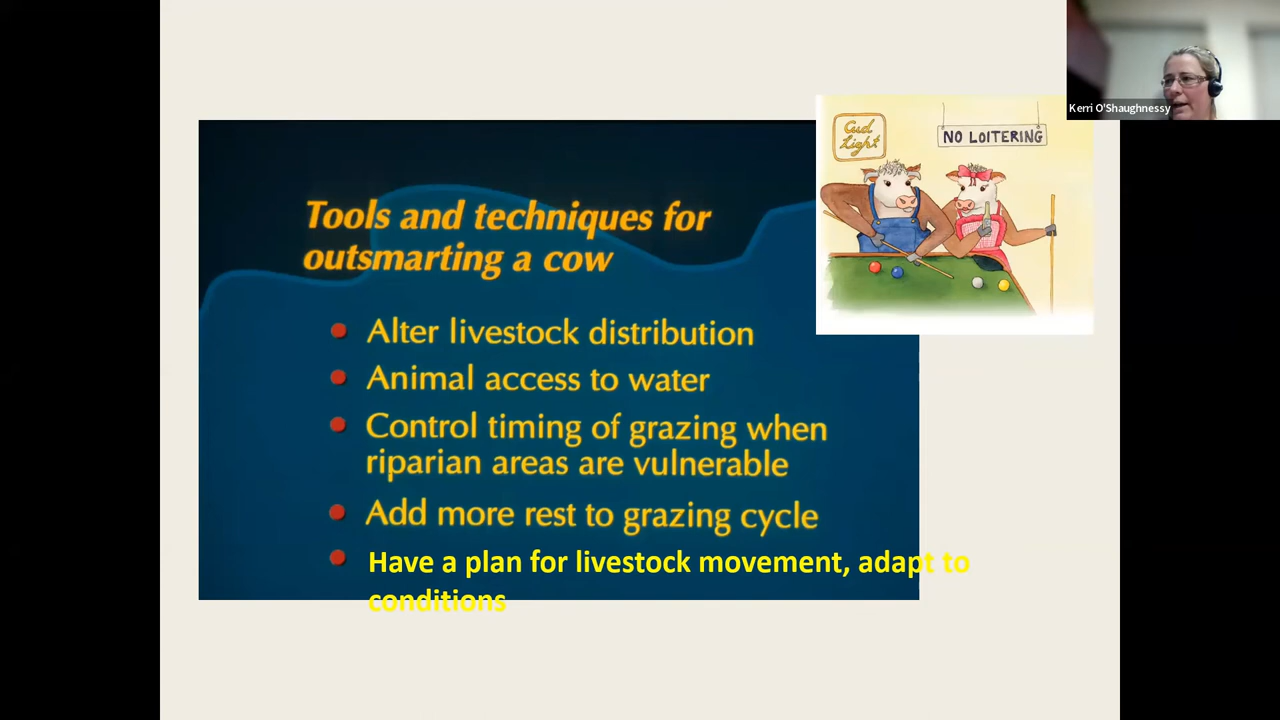 Kerri O'Shaughnessy
Cud
Light
NO LOITERING
Tools and techniques for
outsmarting a cow
Alter livestock distribution
Animal access to water
Control timing of grazing when
riparian areas are vulnerable
Add more rest to grazing cycle
Have a plan for livestock movement, adapt to
conditions